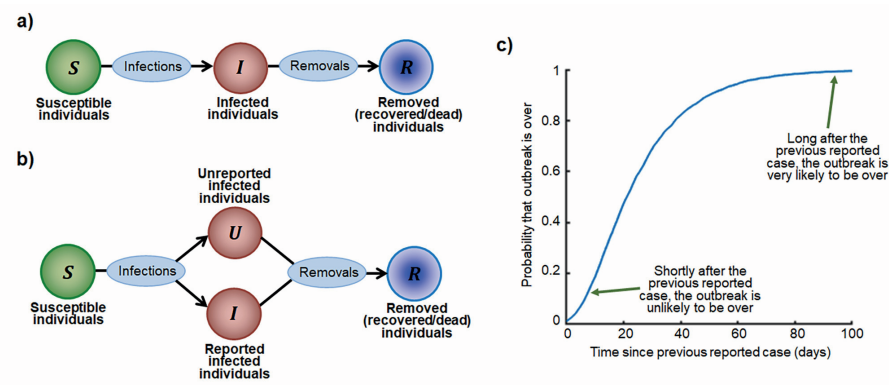 a)
S
Infections
I
Removals
R
Susceptible
individuals
Infected
individuals
Removed
(recovered/dead)
individuals
b)
Unreported
infected
individuals
U
S
Infections
Removals
R
I
Susceptible
individuals
Reported
infected
individuals
Removed
(recovered/dead)
individuals
c)
Probability that outbreak is over
1
0.8
0.6
0.4
0.2
0
Long after the
previous reported
case, the outbreak is
very likely to be over
Shortly after the
previous reported
case, the outbreak is
unlikely to be over
0 20 40 60 80 100
Time since previous reported case (days)